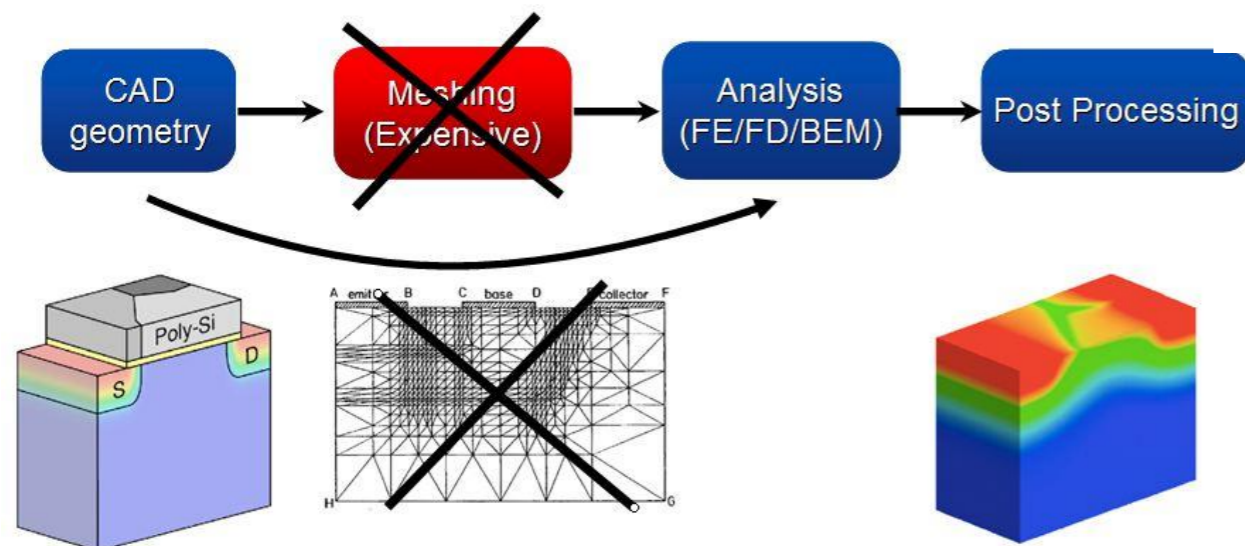 CAD
geometry
Meshing
(Expensive)
Analysis
(FE/FD/BEM)
Post Processing
Poly-Si
S
D
A
B
C
base
D
collector
F
H
G